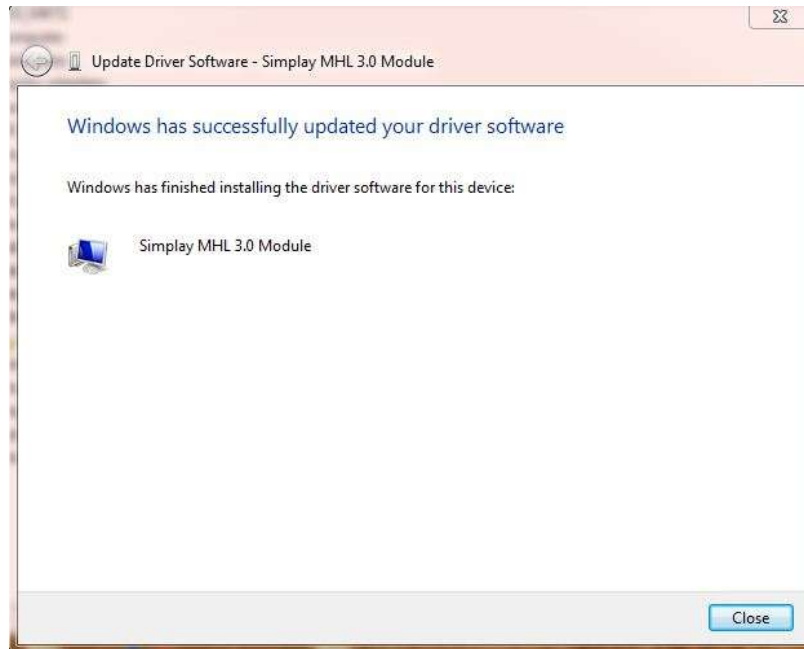 Update Driver Software - Simplay MHL 3.0 Module
Windows has successfully updated your driver software
Windows has finished installing the driver software for this device:
Simplay MHL 3.0 Module
Close